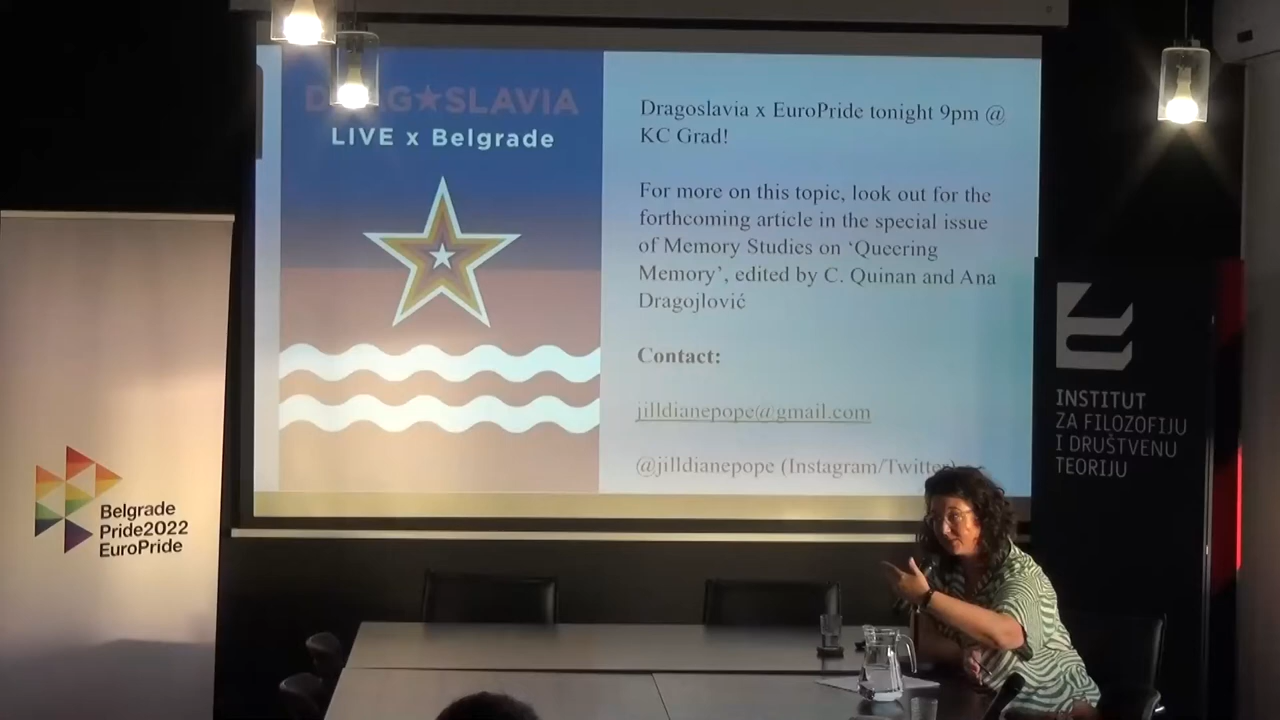 DRAG★SLAVIA
LIVE x Belgrade
Dragoslavia x EuroPride tonight 9pm @
KC Grad!
For more on this topic, look out for the
forthcoming article in the special issue
of Memory Studies on ‘Queering
Memory’, edited by C. Quinan and Ana
Dragojlović
Contact:
jilldianepope@gmail.com
@jilldianepope (Instagram/Twitter)
Belgrade
Pride2022
EuroPride
INSTITUT
ZA FILOZOFIJU
I DRUŠTVENU
TEORIJU